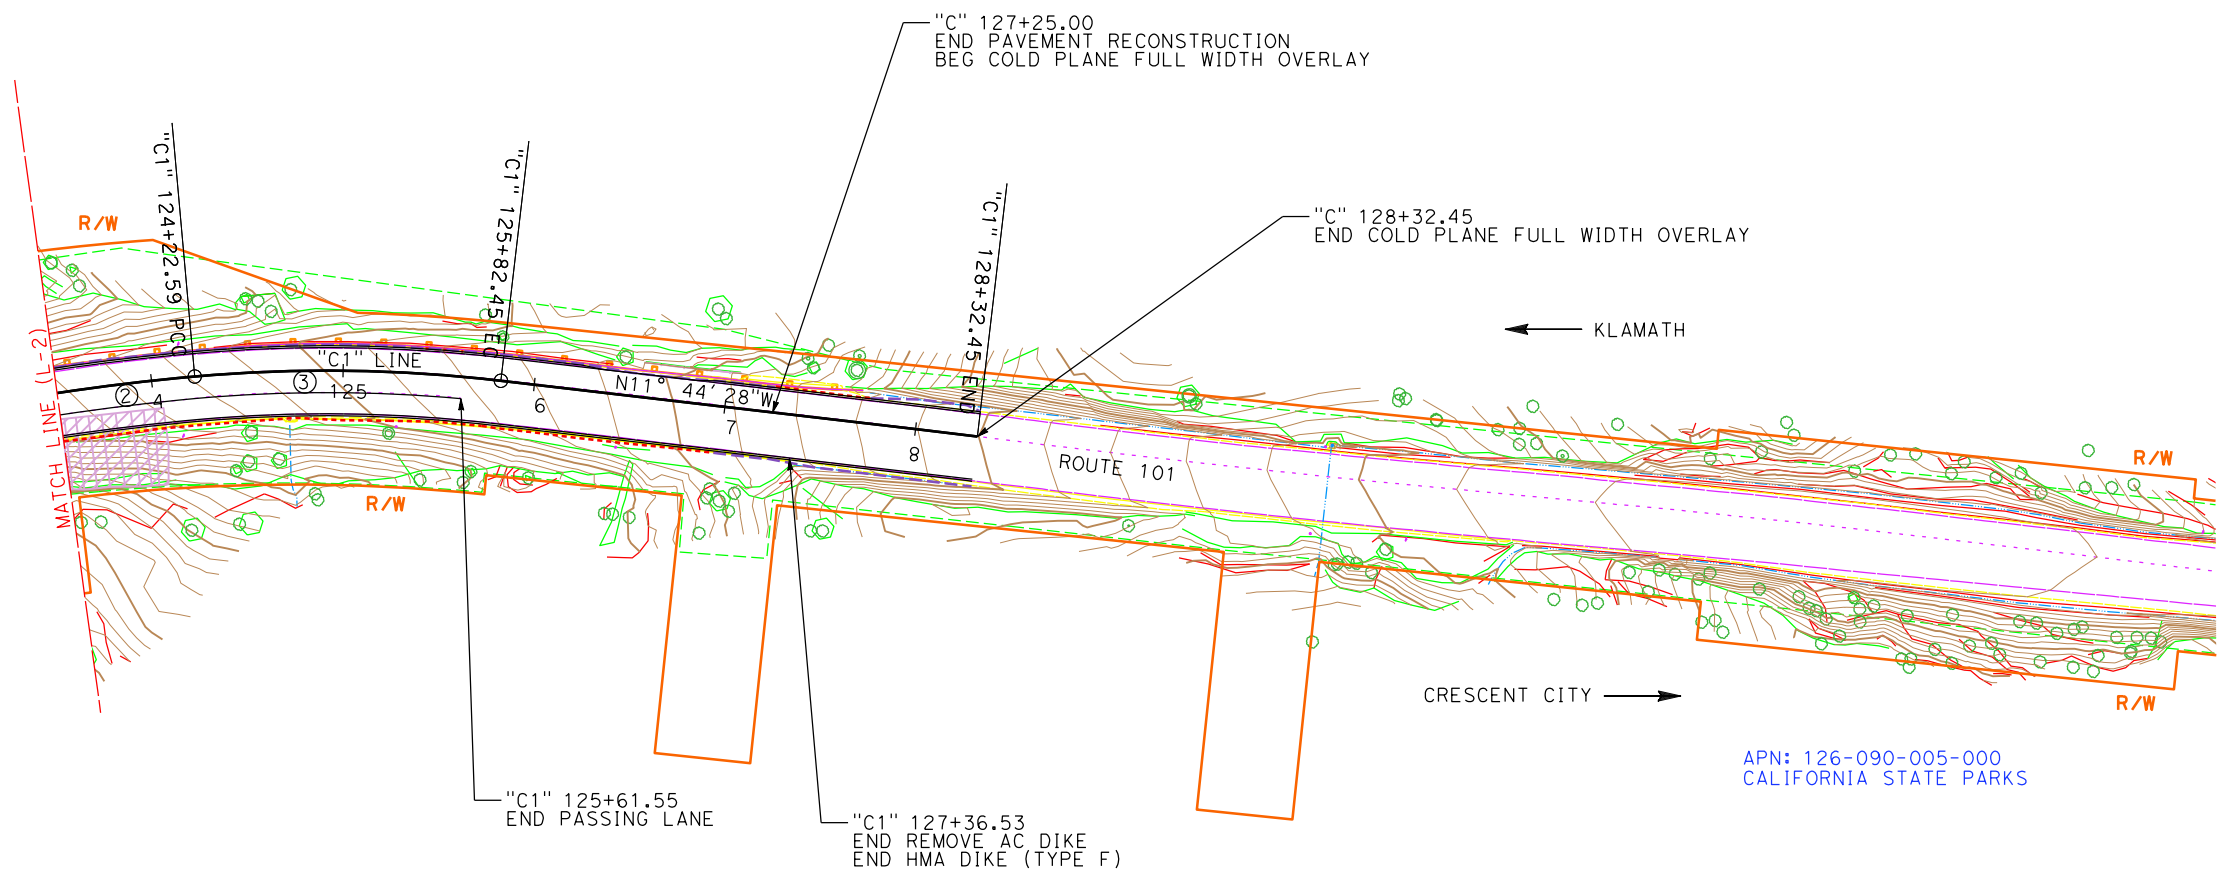 "C" 127+25.00
END PAVEMENT RECONSTRUCTION
BEG COLD PLANE FULL WIDTH OVERLAY
"C1" 124+22.59 PCC
"C1" 125+82.45 EC
"C1" 128+32.45 END
"C" 128+32.45
END COLD PLANE FULL WIDTH OVERLAY
R/W
KLAMATH
"C1" LINE
N11° 44' 28"W
2
4
3
125
6
7
8
ROUTE 101
R/W
R/W
MATCH LINE (L-2)
CRESCENT CITY
R/W
APN: 126-090-005-000
CALIFORNIA STATE PARKS
"C1" 125+61.55
END PASSING LANE
"C1" 127+36.53
END REMOVE AC DIKE
END HMA DIKE (TYPE F)